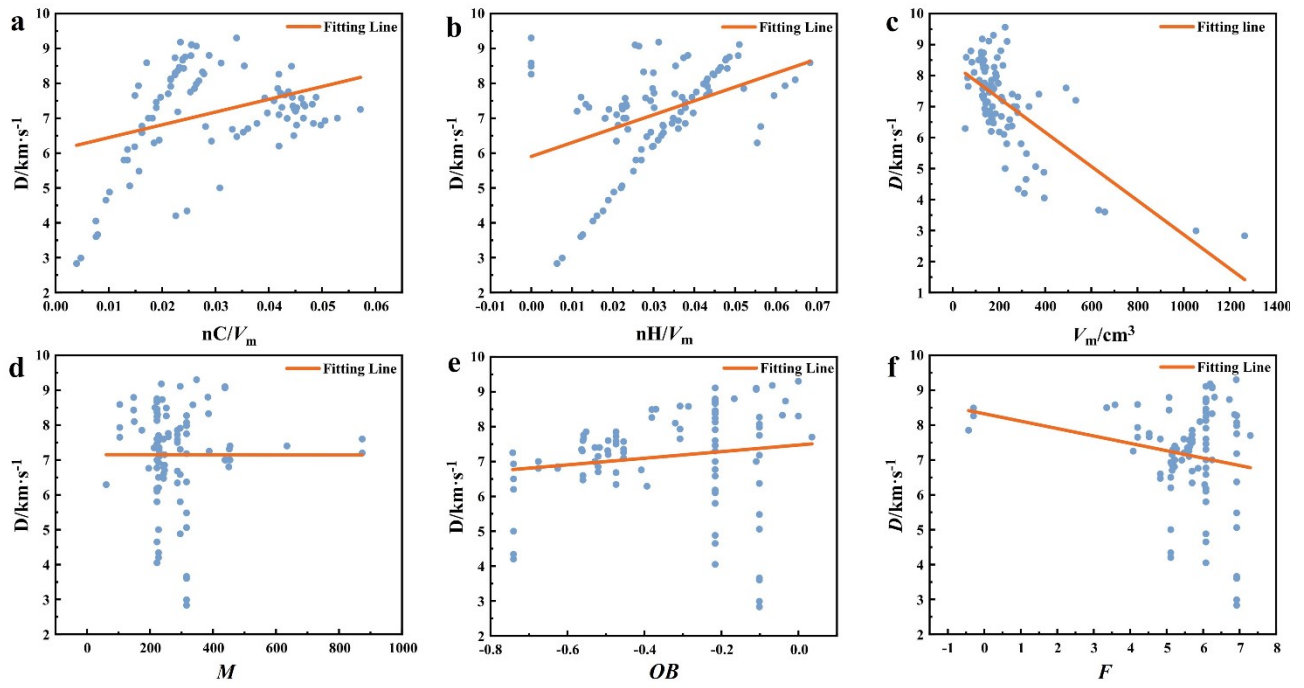 a
Fitting Line
D/km·s⁻¹
10
9
8
7
6
5
4
3
2
0.00 0.01 0.02 0.03 0.04 0.05 0.06
nC/Vₘ
b
Fitting Line
D/km·s⁻¹
10
9
8
7
6
5
4
3
2
-0.01 0.00 0.01 0.02 0.03 0.04 0.05 0.06 0.07
nH/Vₘ
c
Fitting line
D/km·s⁻¹
10
9
8
7
6
5
4
3
2
1
0 200 400 600 800 1000 1200 1400
Vₘ/cm³
d
Fitting Line
D/km·s⁻¹
10
9
8
7
6
5
4
3
2
0 200 400 600 800 1000
M
e
Fitting Line
D/km·s⁻¹
10
9
8
7
6
5
4
3
2
-0.8 -0.6 -0.4 -0.2 0.0
OB
f
Fitting Line
D/km·s⁻¹
10
9
8
7
6
5
4
3
2
-1 0 1 2 3 4 5 6 7 8
F